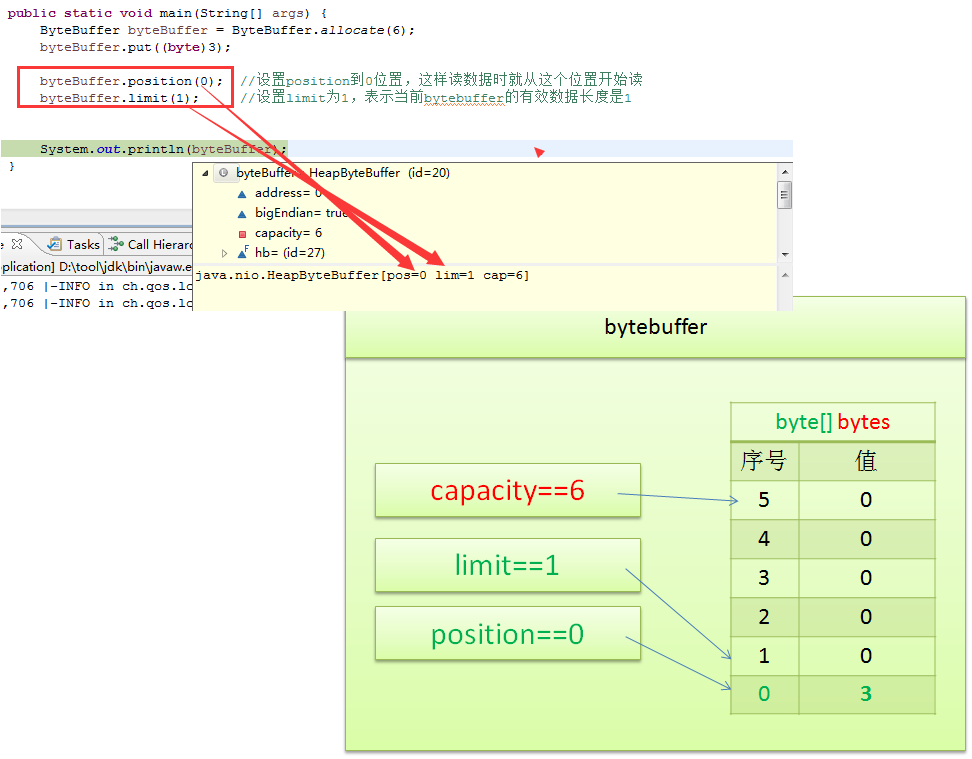 public static void main(String[] args) {
ByteBuffer byteBuffer = ByteBuffer.allocate(6);
byteBuffer.put((byte)3);
byteBuffer.position(0); //设置position到0位置，这样读数据时就从这个位置开始读
byteBuffer.limit(1); //设置limit为1，表示当前bytebuffer的有效数据长度是1
System.out.println(byteBuffer);
}
byteBuffer HeapByteBuffer (id=20)
address= 0
bigEndian= true
capacity= 6
hb= (id=27)
java.nio.HeapByteBuffer[pos=0 lim=1 cap=6]
Tasks Call Hierarc
plication] D:\tool\jdk\bin\javaw.e
,706 |-INFO in ch.qos.lc
,706 |-INFO in ch.qos.lc
bytebuffer
byte[] bytes
序号 值
capacity==6
5 0
4 0
limit==1
3 0
2 0
position==0
1 0
0 3